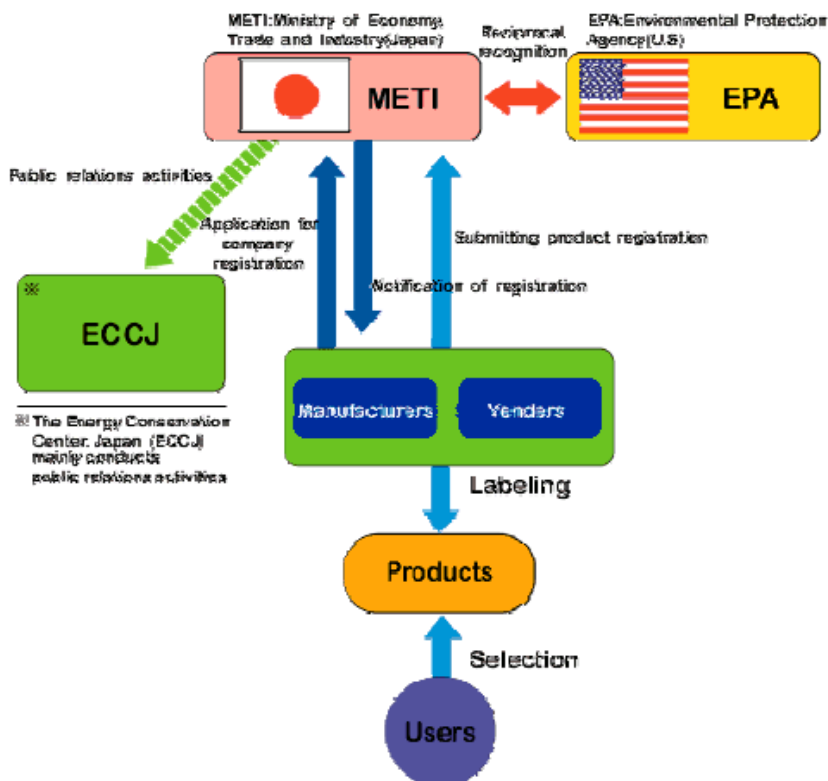 METI:Ministry of Economy,
Trade and Industry(Japan)
Reciprocal
recognition
EPA:Environmental Protection
Agency(U.S)
METI
EPA
Public relations activities
Application for
company
registration
Submitting product registration
Notification of registration
※
ECCJ
Manufacturers
Venders
※ The Energy Conservation
Center, Japan (ECCJ)
mainly conducts
public relations activities
Labeling
Products
Selection
Users